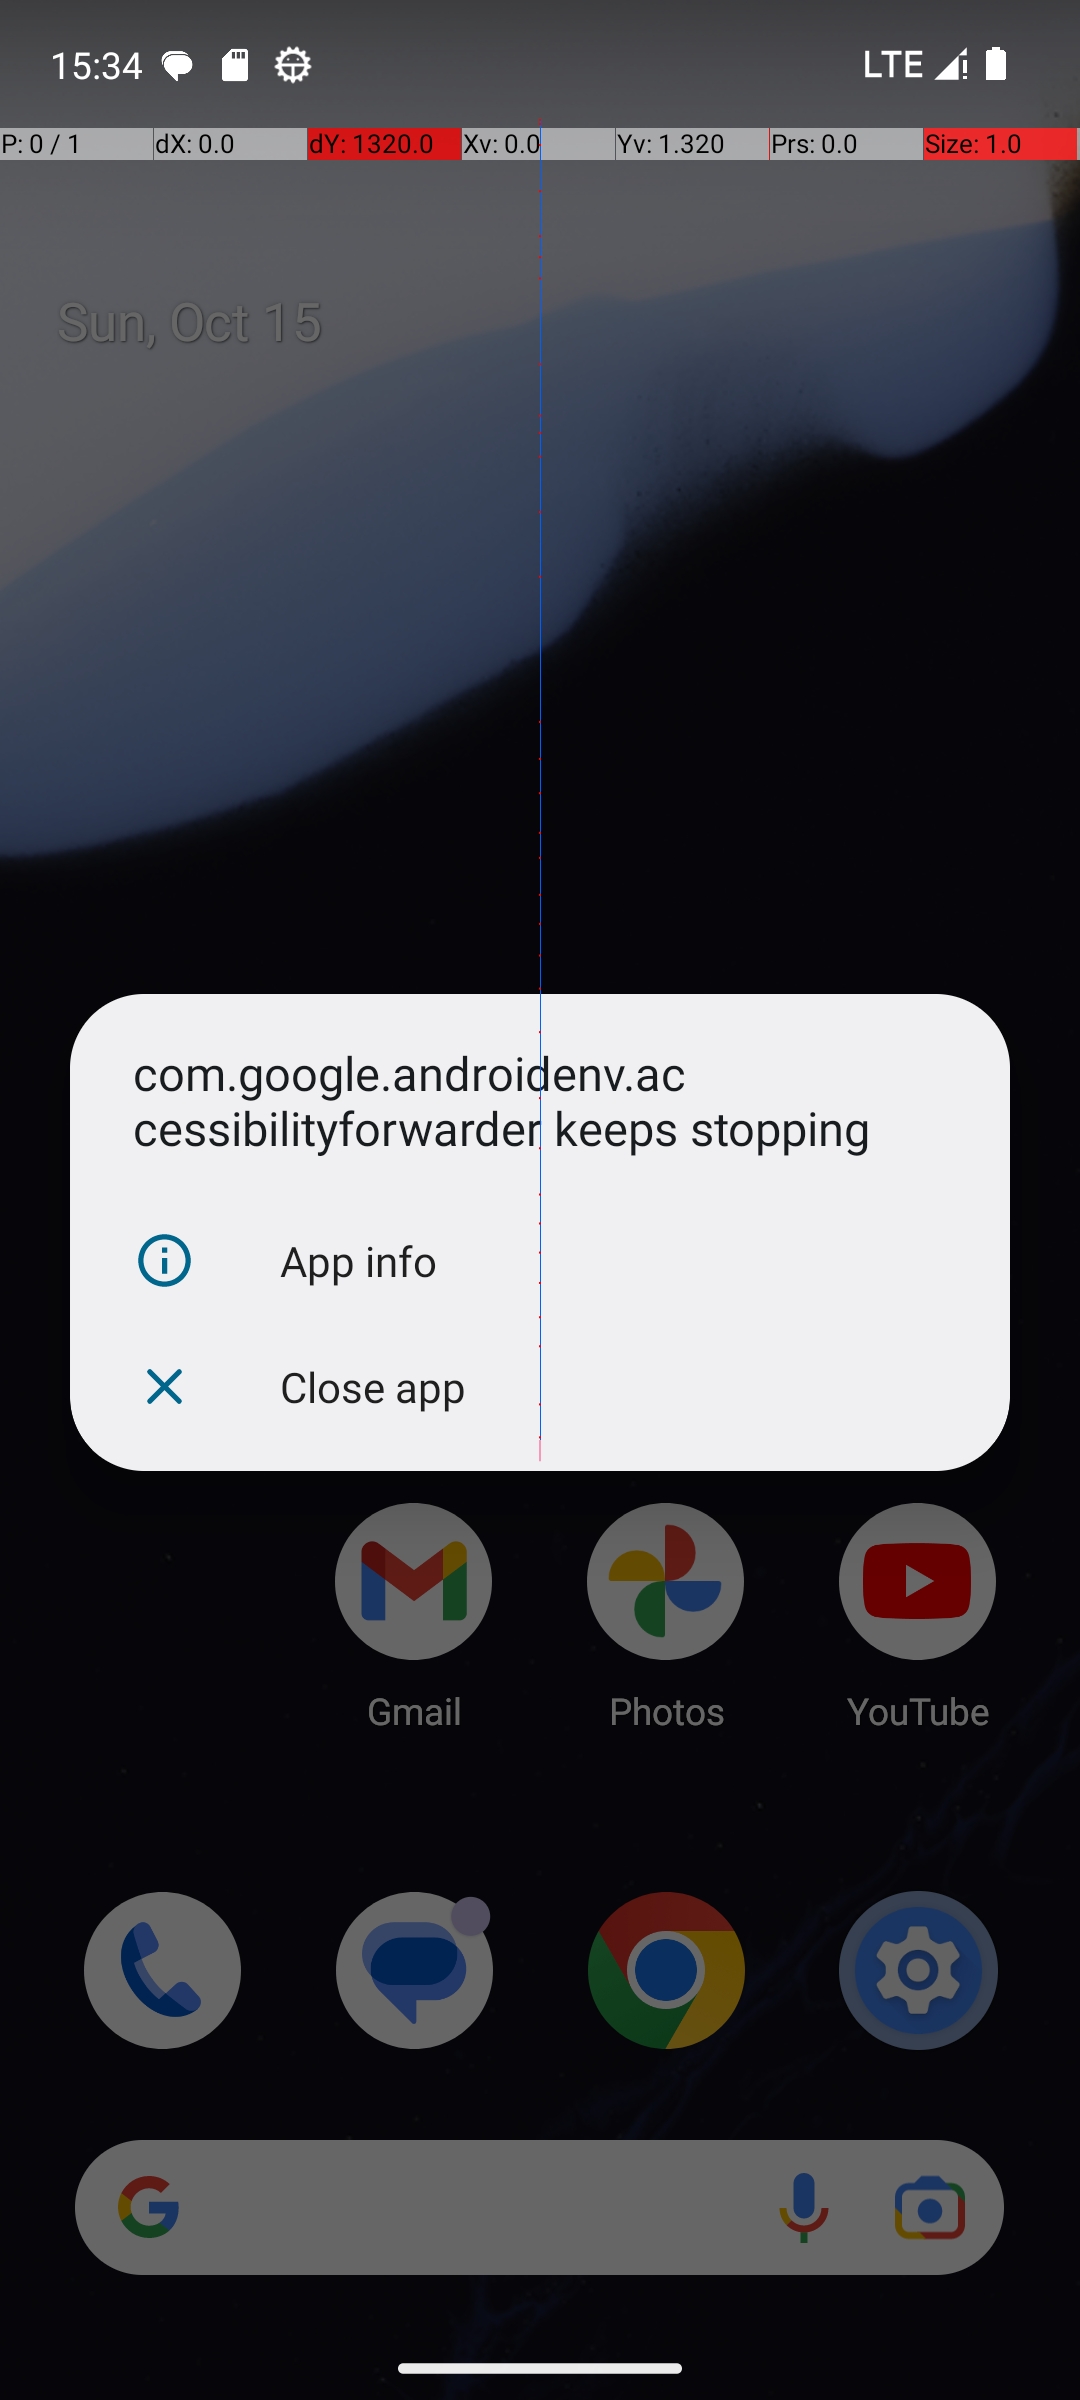 15:34
LTE
P: 0 / 1 dX: 0.0 dY: 1320.0 Xv: 0.0 Yv: 1.320 Prs: 0.0 Size: 1.0
Sun, Oct 15
com.google.androidenv.ac
cessibilityforwarder keeps stopping
App info
Close app
Gmail Photos YouTube